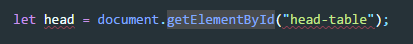 let head = document.getElementById("head-table");